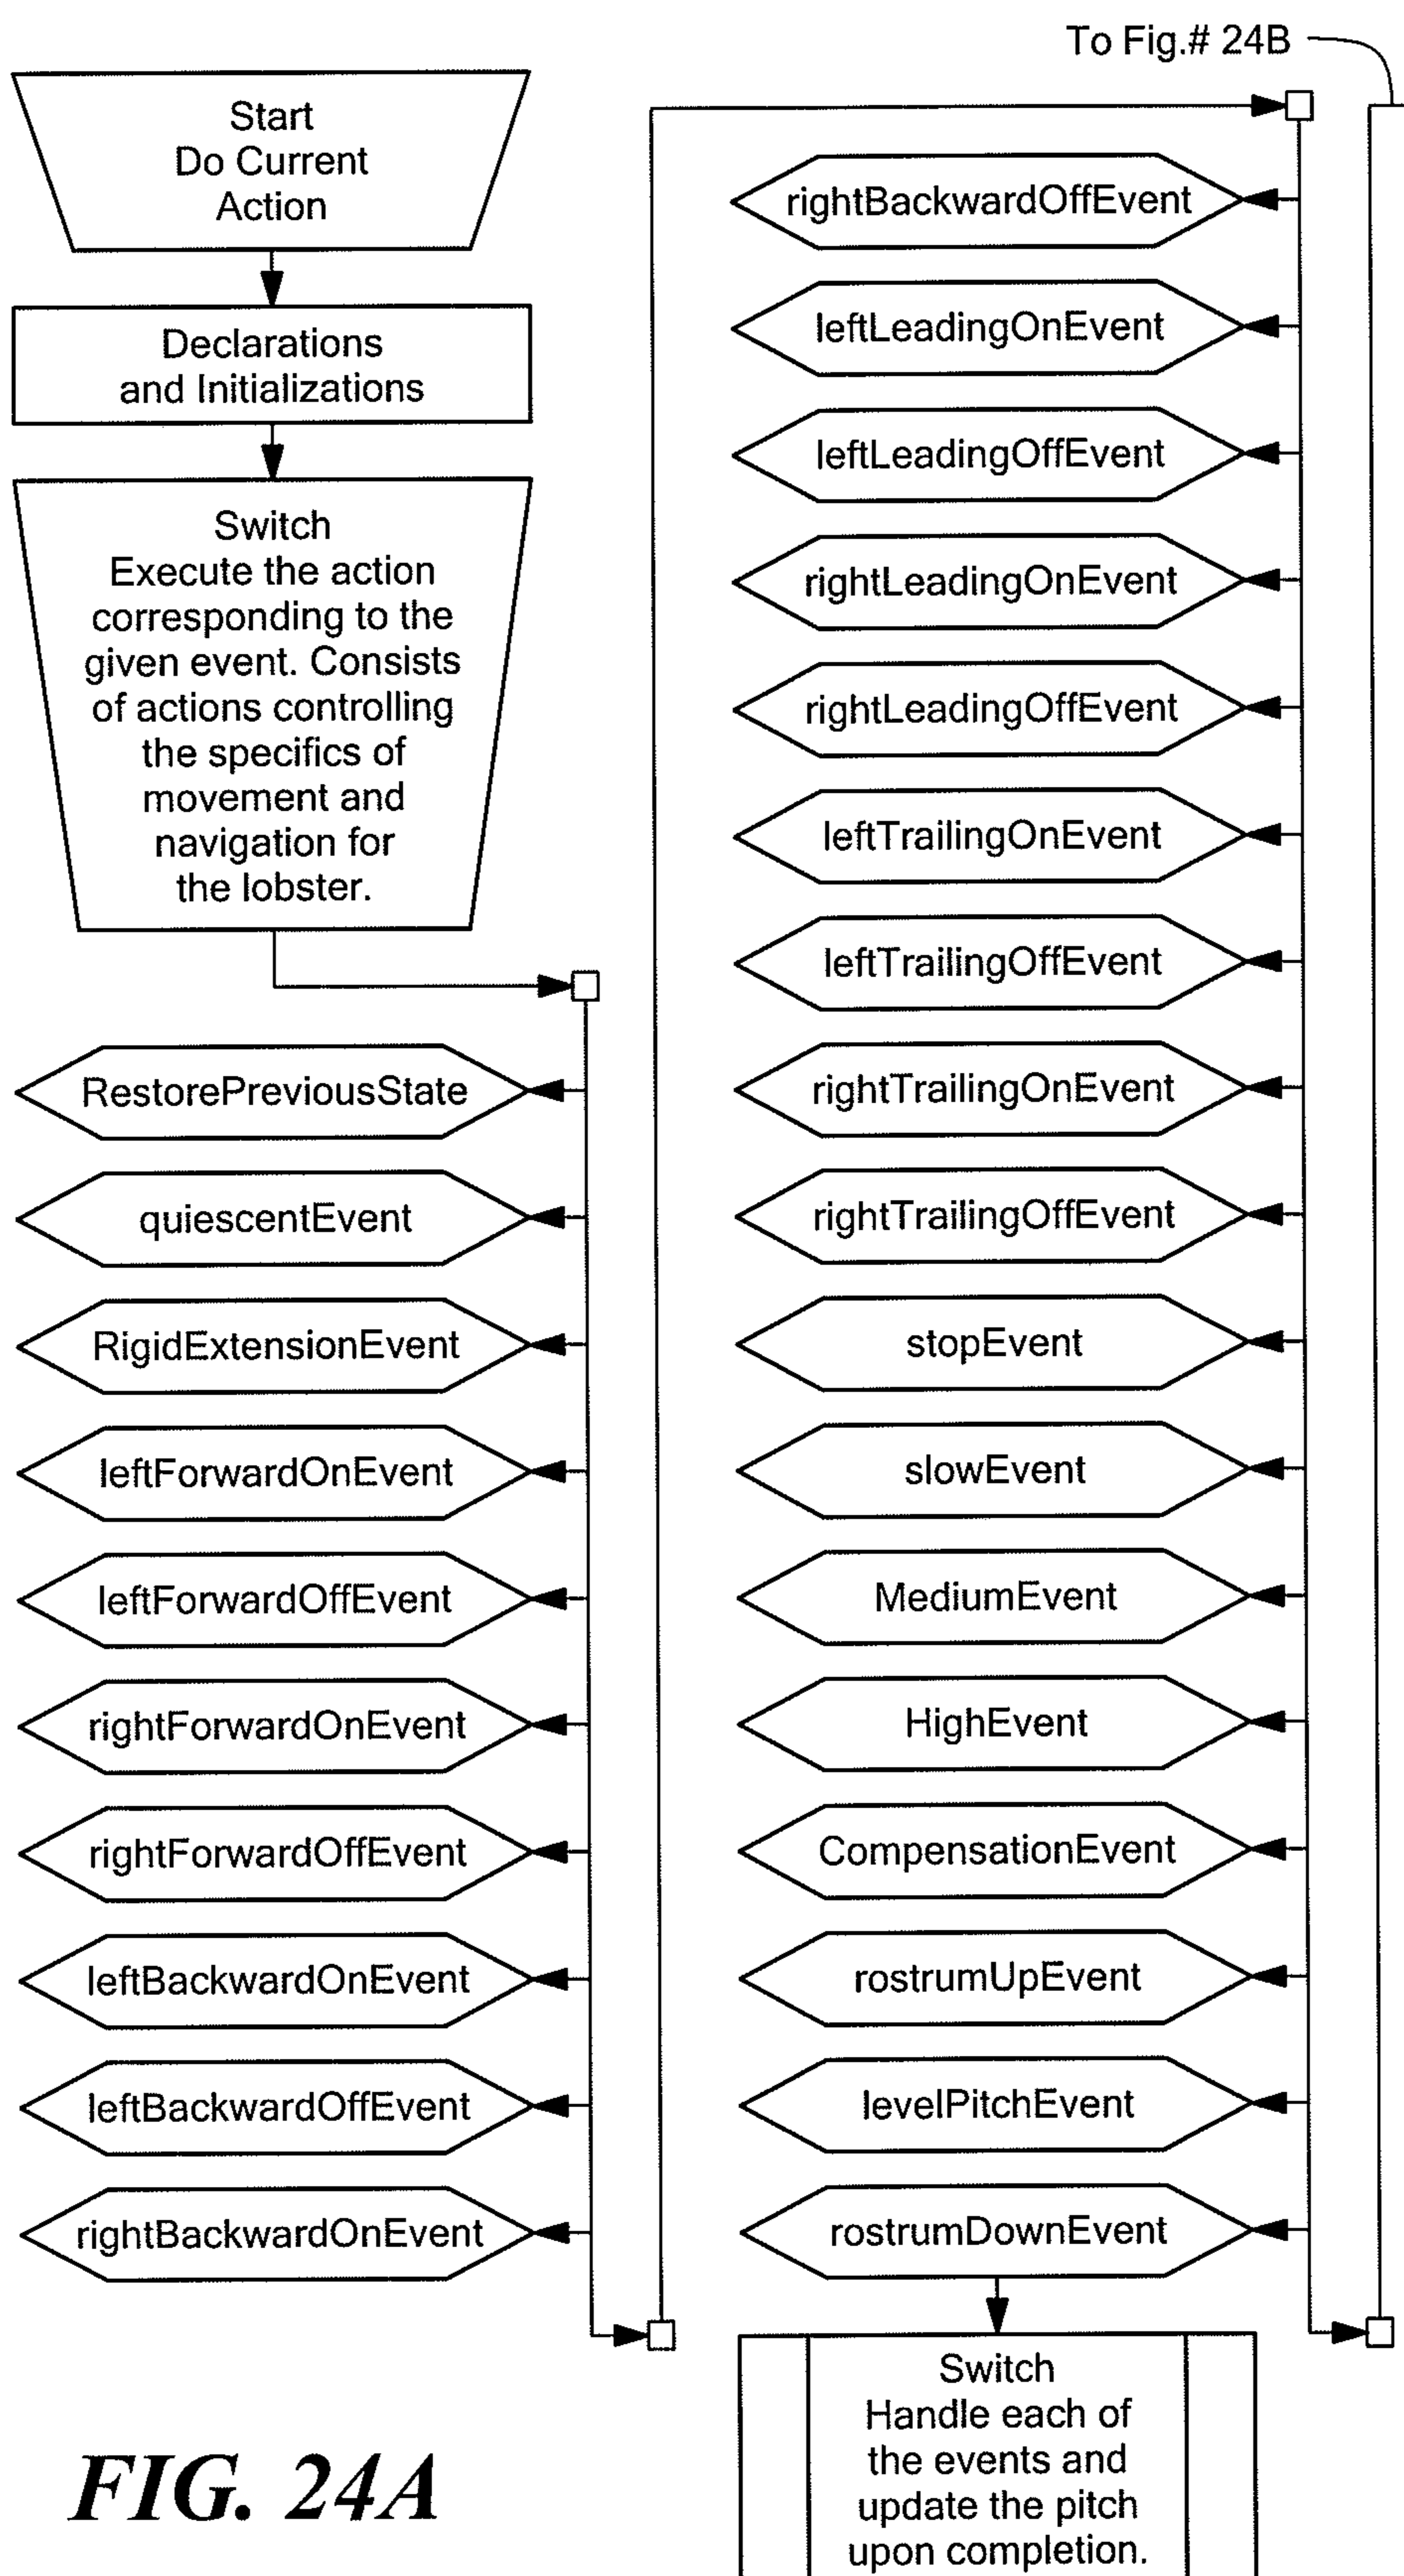 To Fig.# 24B
Start
Do Current
Action
Declarations
and Initializations
Switch
Execute the action
corresponding to the
given event. Consists
of actions controlling
the specifics of
movement and
navigation for
the lobster.
RestorePreviousState
quiescentEvent
RigidExtensionEvent
leftForwardOnEvent
leftForwardOffEvent
rightForwardOnEvent
rightForwardOffEvent
leftBackwardOnEvent
leftBackwardOffEvent
rightBackwardOnEvent
rightBackwardOffEvent
leftLeadingOnEvent
leftLeadingOffEvent
rightLeadingOnEvent
rightLeadingOffEvent
leftTrailingOnEvent
leftTrailingOffEvent
rightTrailingOnEvent
rightTrailingOffEvent
stopEvent
slowEvent
MediumEvent
HighEvent
CompensationEvent
rostrumUpEvent
levelPitchEvent
rostrumDownEvent
Switch
Handle each of
the events and
update the pitch
upon completion.
FIG. 24A